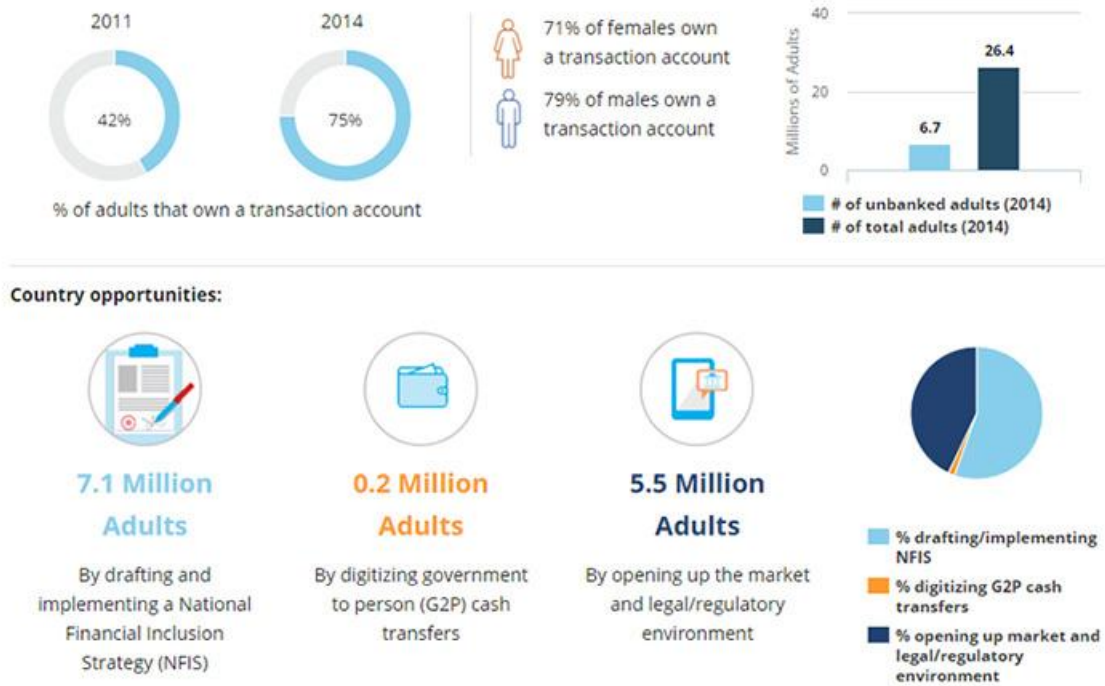 2011
2014
42%
75%
% of adults that own a transaction account
71% of females own
a transaction account
79% of males own a
transaction account
Millions of Adults
40
20
0
6.7
26.4
# of unbanked adults (2014)
# of total adults (2014)
Country opportunities:
7.1 Million
Adults
By drafting and
implementing a National
Financial Inclusion
Strategy (NFIS)
0.2 Million
Adults
By digitizing government
to person (G2P) cash
transfers
5.5 Million
Adults
By opening up the market
and legal/regulatory
environment
% drafting/implementing
NFIS
% digitizing G2P cash
transfers
% opening up market and
legal/regulatory
environment